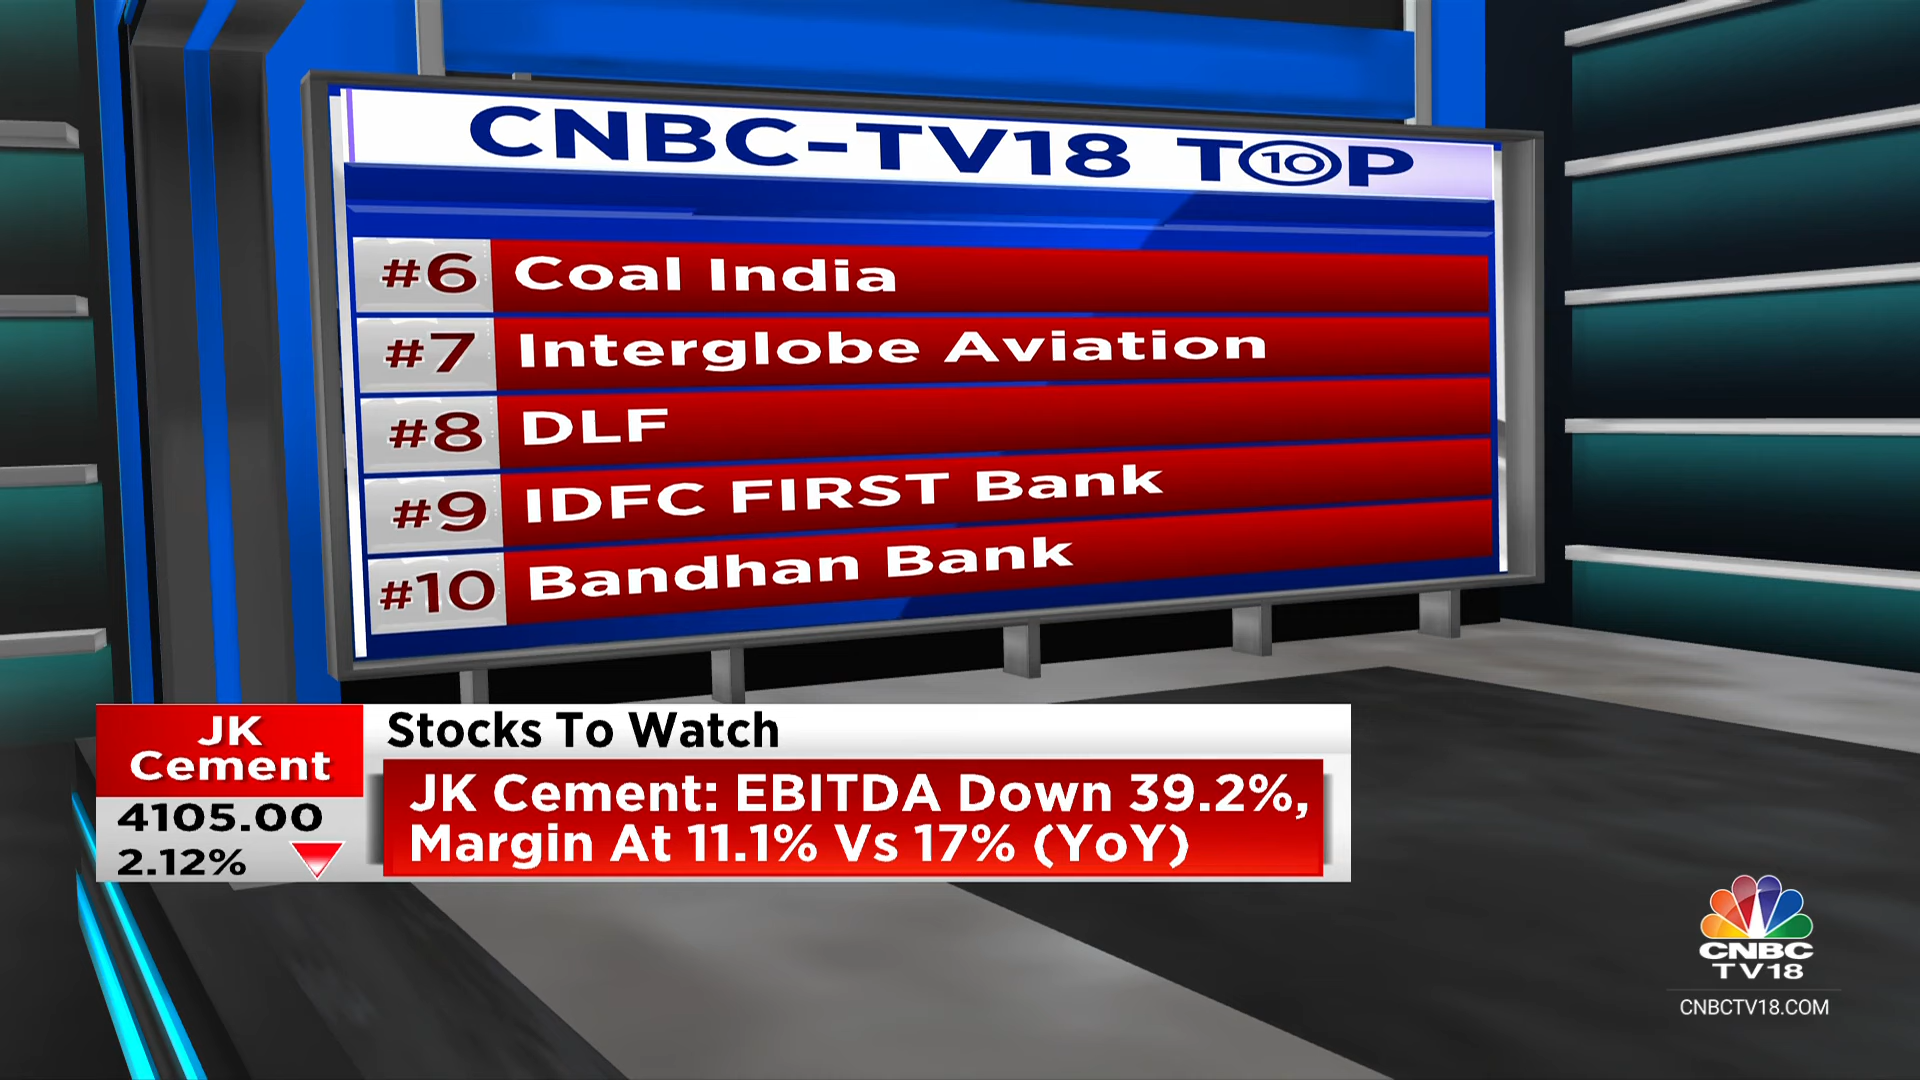 CNBC-TV18 TOP
10
#6 Coal India
#7 Interglobe Aviation
#8 DLF
#9 IDFC FIRST Bank
#10 Bandhan Bank
JK
Cement
4105.00
2.12%
Stocks To Watch
JK Cement: EBITDA Down 39.2%,
Margin At 11.1% Vs 17% (YoY)
CNBC
TV18
CNBCTV18.COM